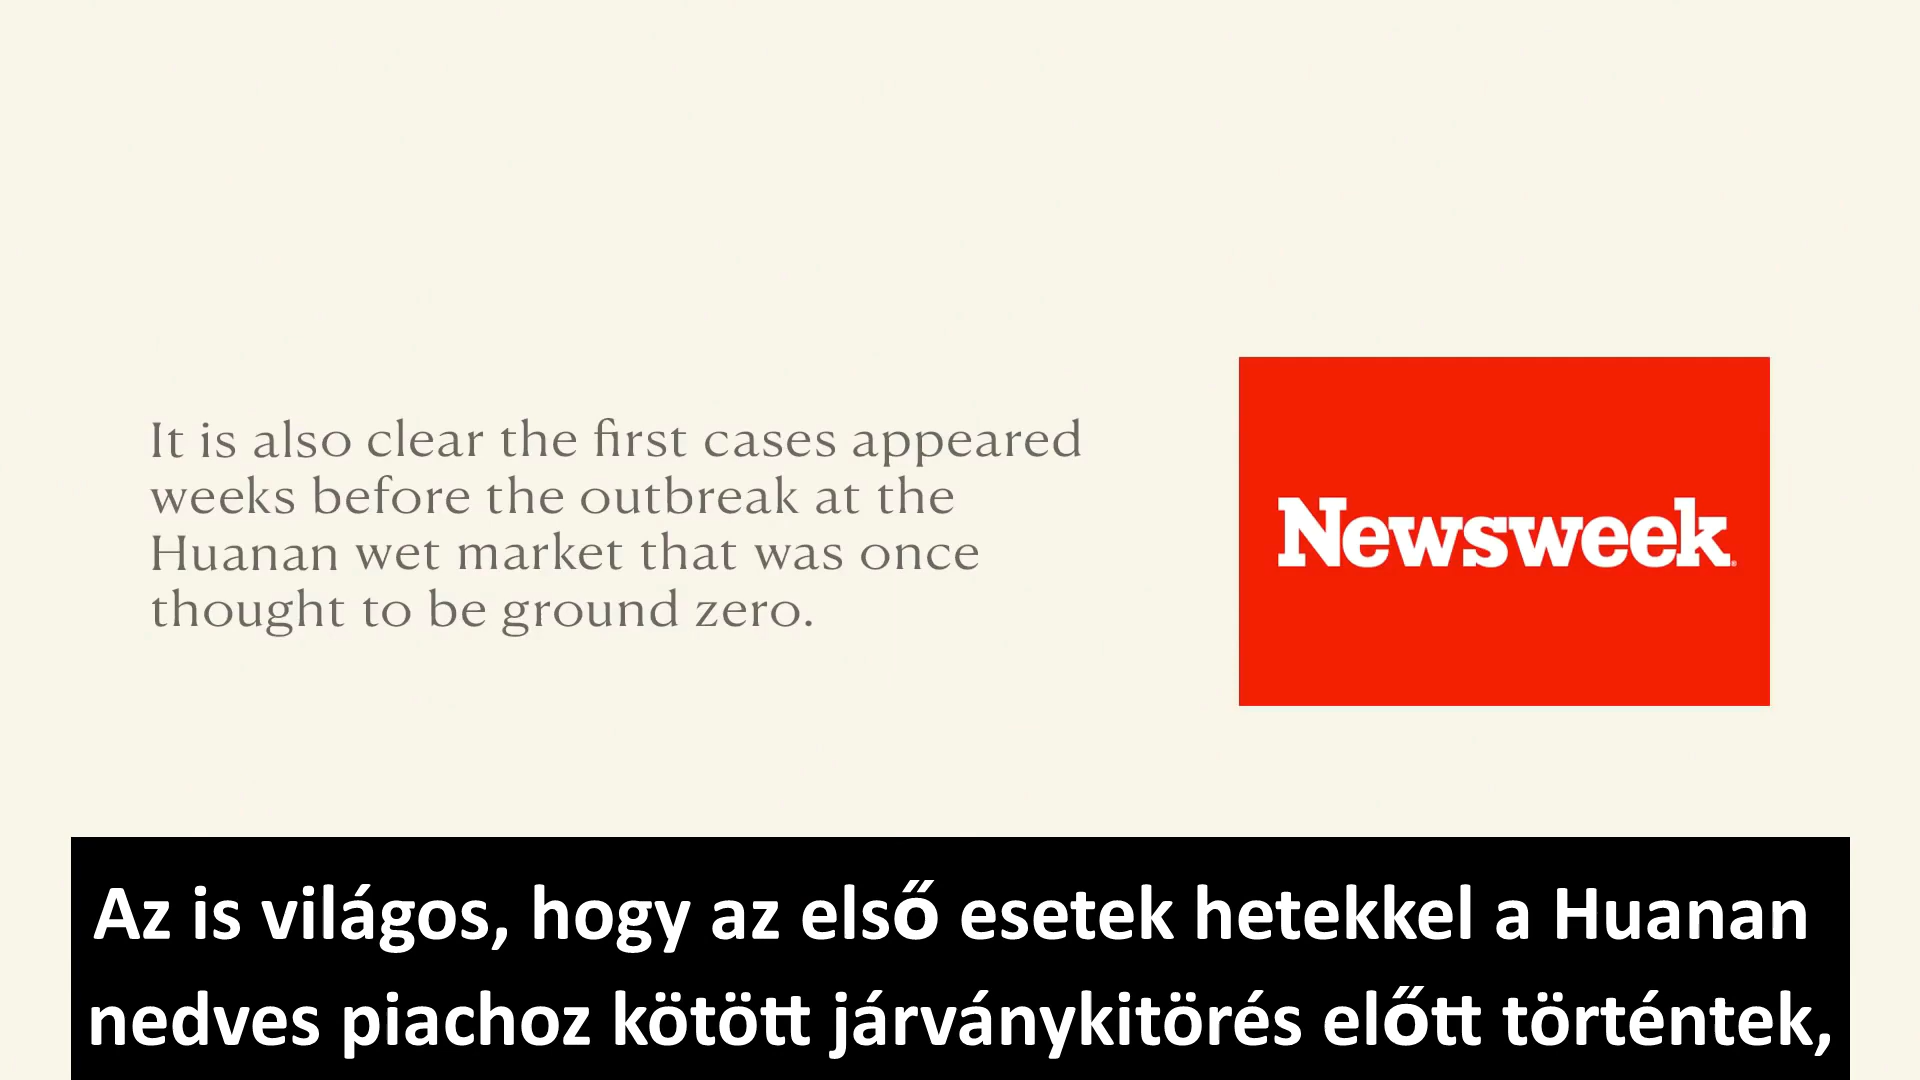 It is also clear the first cases appeared
weeks before the outbreak at the
Huanan wet market that was once
thought to be ground zero.
Newsweek
Az is világos, hogy az első esetek hetekkel a Huanan
nedves piachoz kötött járványkitörés előtt történtek,